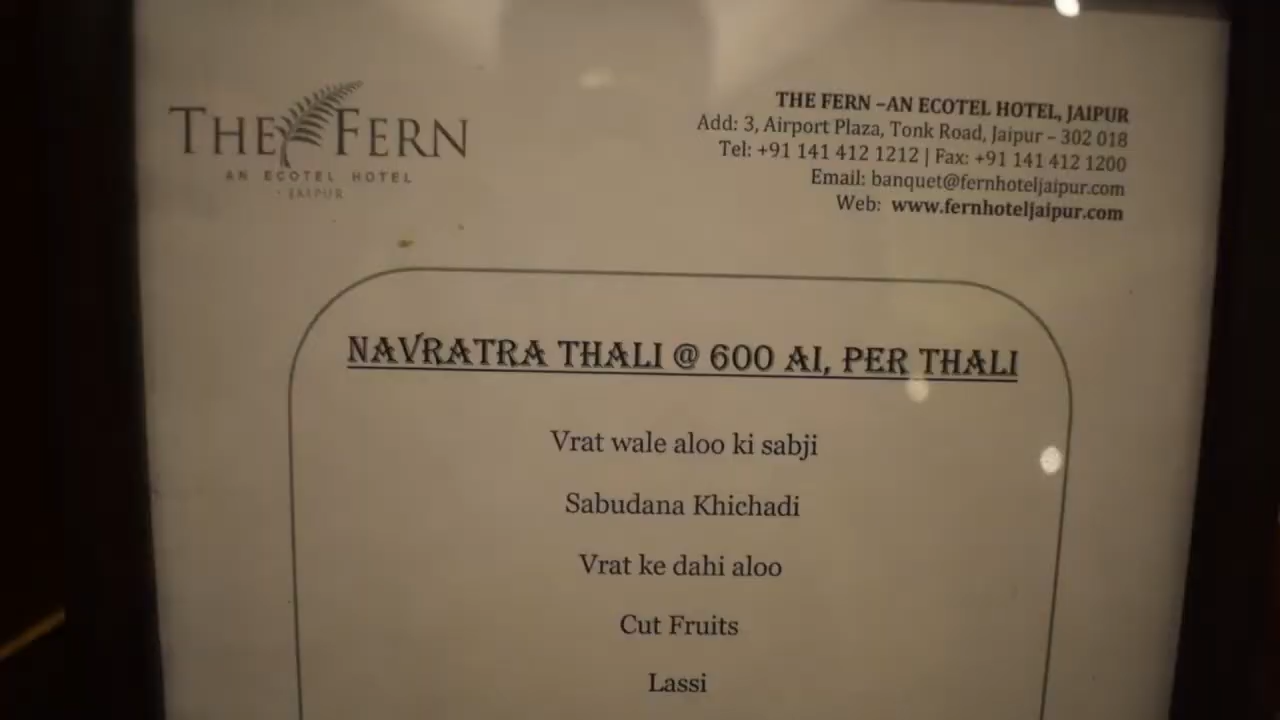 THE FERN
AN ECOTEL HOTEL
JAIPUR
THE FERN –AN ECOTEL HOTEL, JAIPUR
Add: 3, Airport Plaza, Tonk Road, Jaipur – 302 018
Tel: +91 141 412 1212 | Fax: +91 141 412 1200
Email: banquet@fernhoteljaipur.com
Web: www.fernhoteljaipur.com
NAVRATRA THALI @ 600 AI, PER THALI
Vrat wale aloo ki sabji
Sabudana Khichadi
Vrat ke dahi aloo
Cut Fruits
Lassi